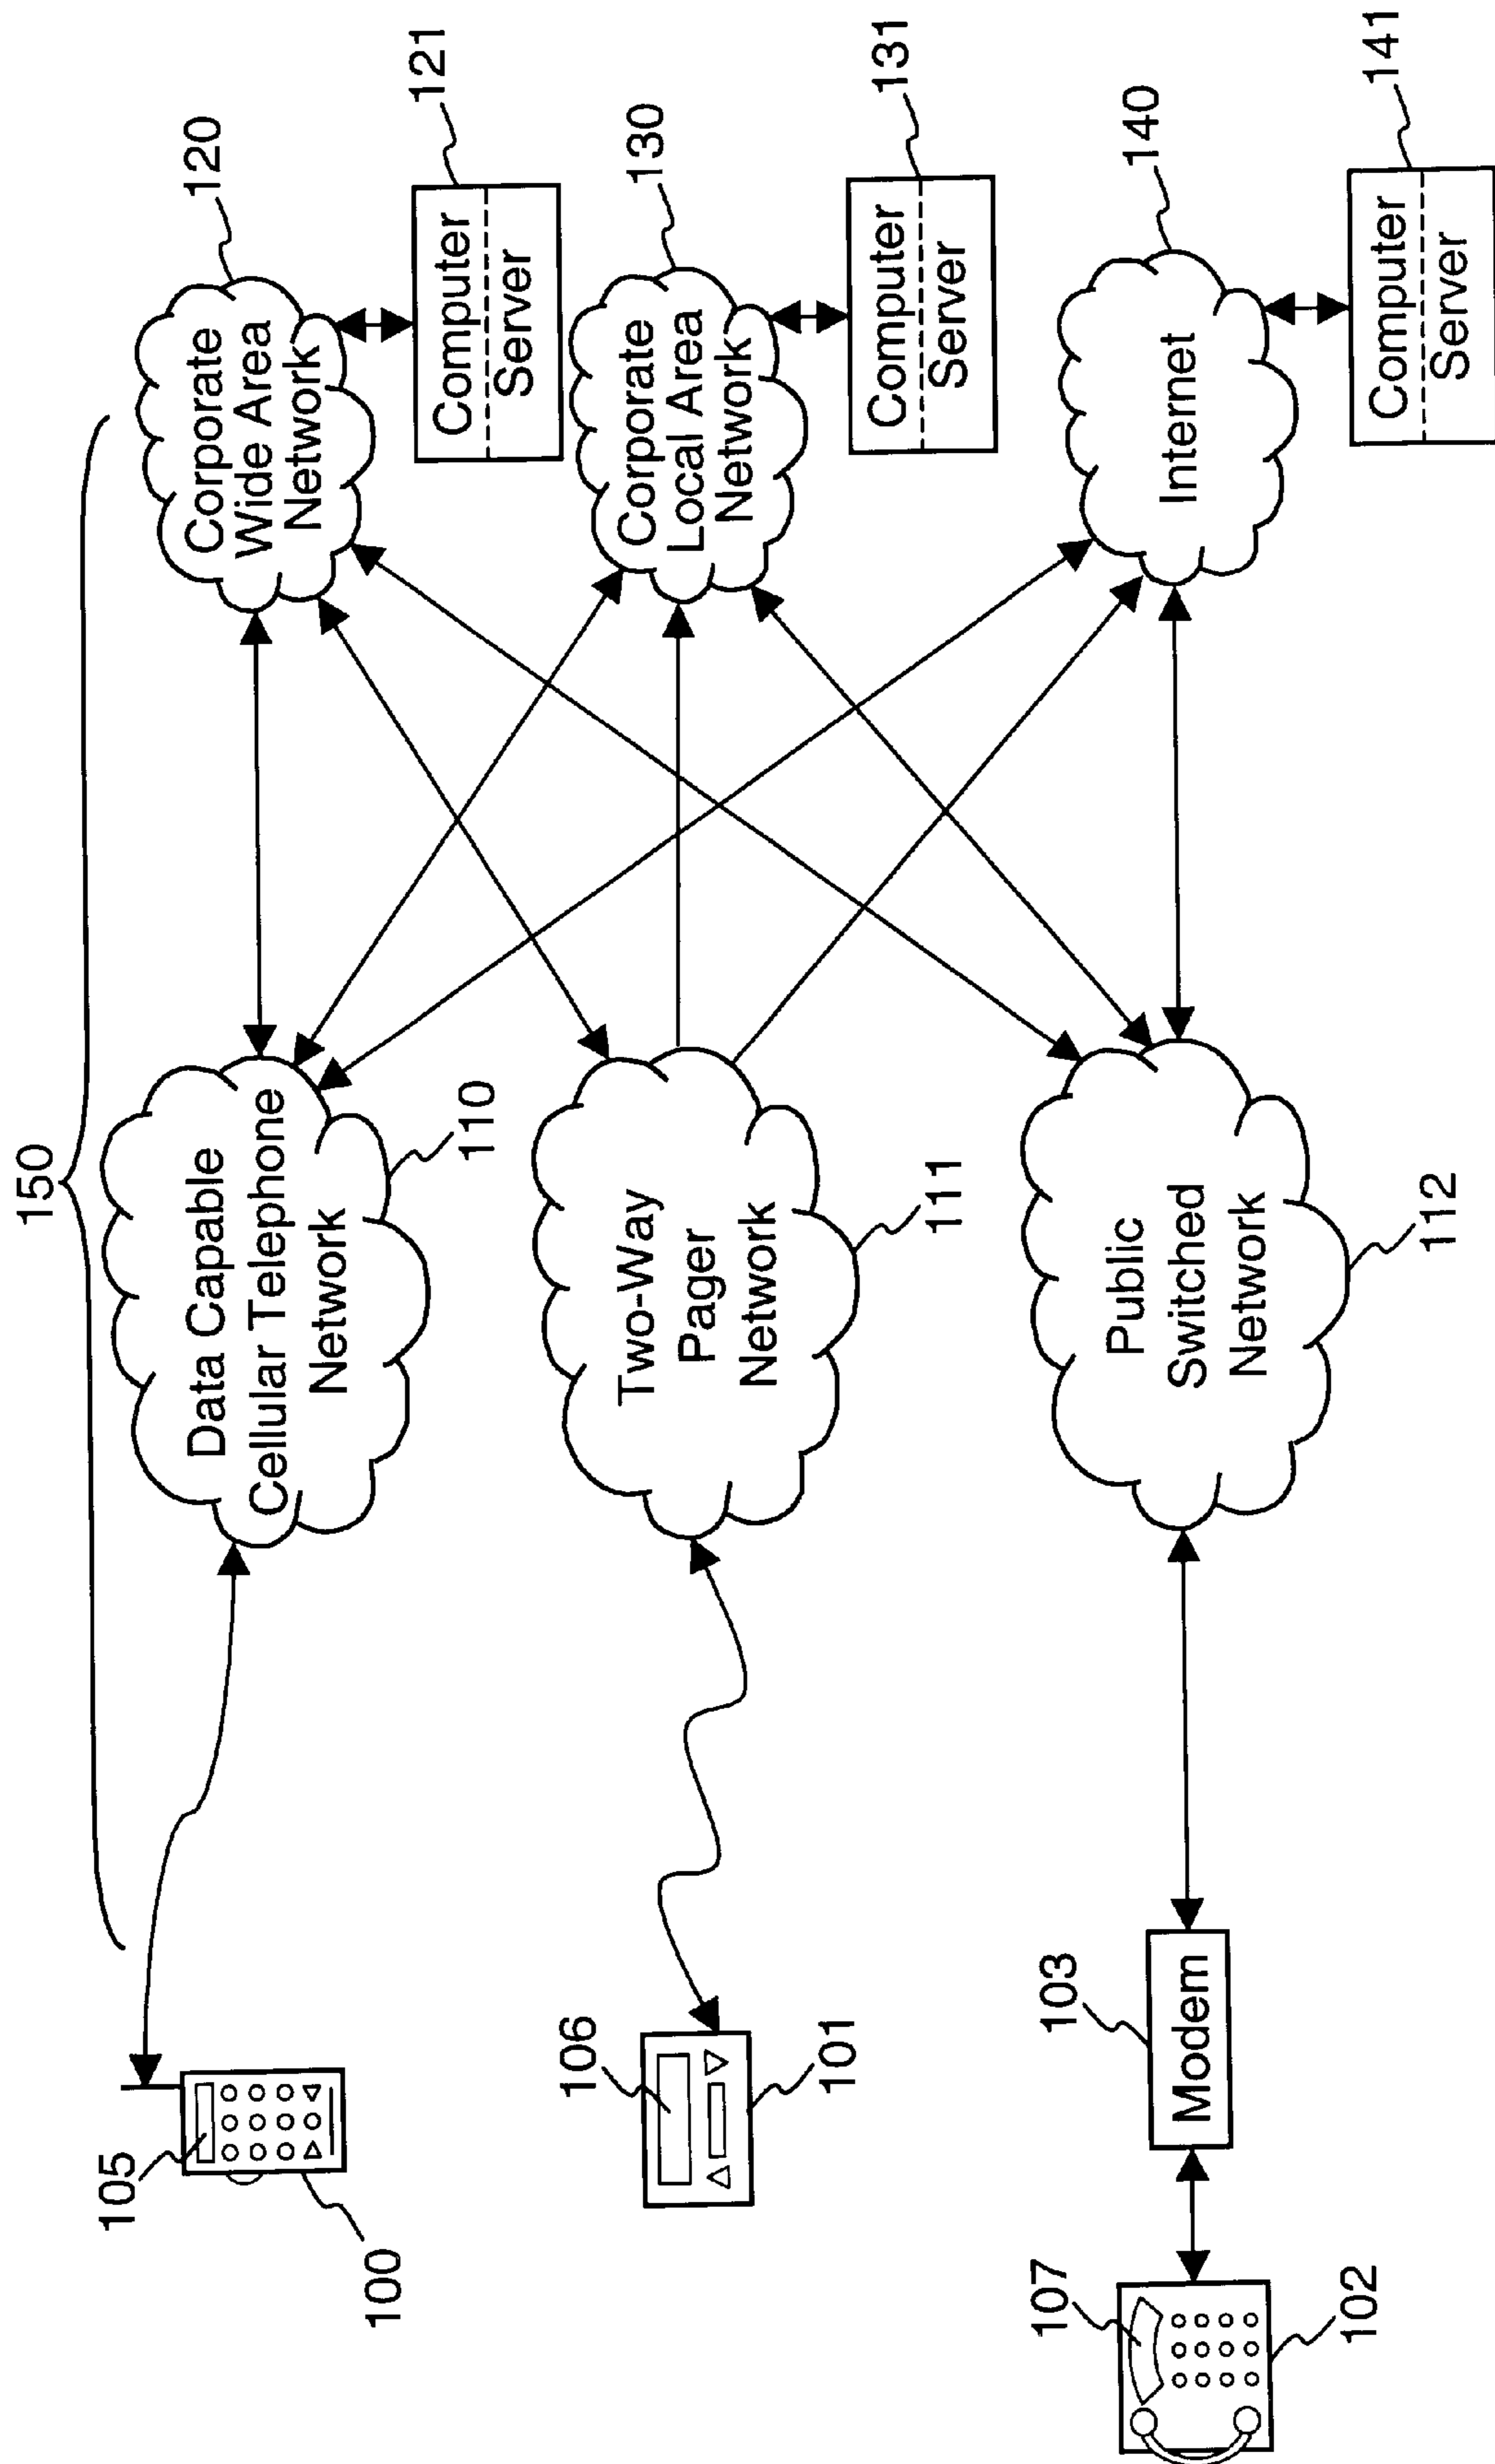 150
105
100
Data Capable
Cellular Telephone
Network
110
Corporate
Wide Area
Network
120
Computer
Server
121
106
101
Two-Way
Pager
Network
111
Corporate
Local Area
Network
130
Computer
Server
131
107
102
103
Modem
Public
Switched
Network
112
Internet
140
Computer
Server
141